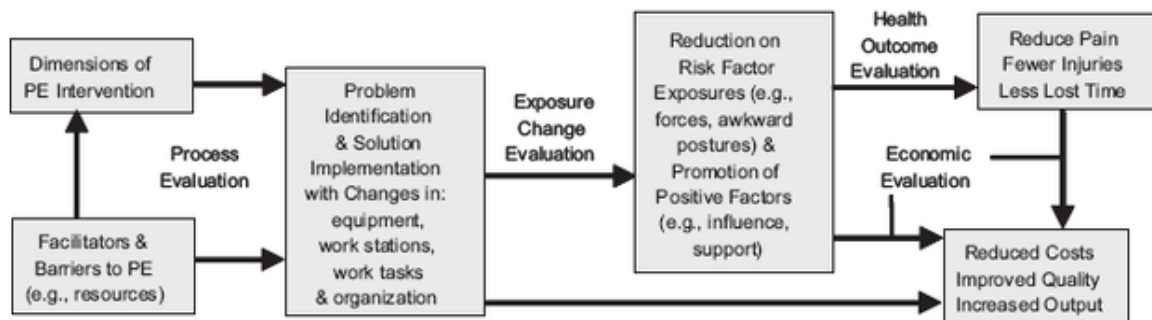 Dimensions of
PE Intervention
Facilitators &
Barriers to PE
(e.g., resources)
Process
Evaluation
Problem
Identification
& Solution
Implementation
with Changes in:
equipment,
work stations,
work tasks
& organization
Exposure
Change
Evaluation
Reduction on
Risk Factor
Exposures (e.g.,
forces, awkward
postures) &
Promotion of
Positive Factors
(e.g., influence,
support)
Health
Outcome
Evaluation
Reduce Pain
Fewer Injuries
Less Lost Time
Economic
Evaluation
Reduced Costs
Improved Quality
Increased Output